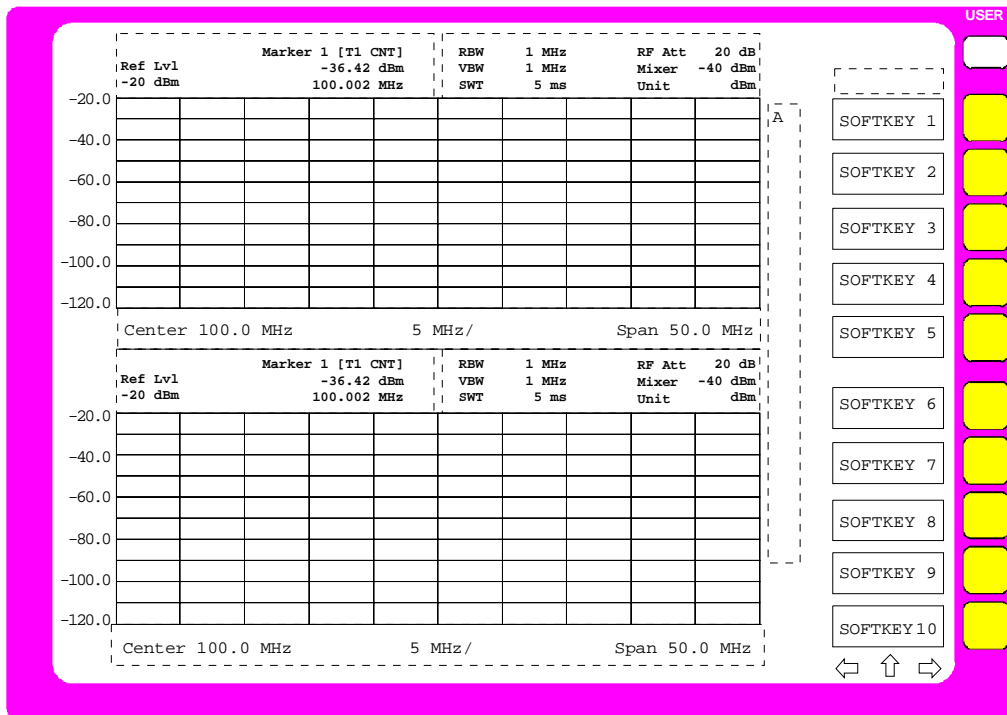 USER
Marker 1 [T1 CNT] RBW 1 MHz RF Att 20 dB
Ref Lvl -36.42 dBm VBW 1 MHz Mixer -40 dBm
-20 dBm 100.002 MHz SWT 5 ms Unit dBm
-20.0
-40.0
-60.0
-80.0
-100.0
-120.0
A
Center 100.0 MHz 5 MHz/ Span 50.0 MHz
Marker 1 [T1 CNT] RBW 1 MHz RF Att 20 dB
Ref Lvl -36.42 dBm VBW 1 MHz Mixer -40 dBm
-20 dBm 100.002 MHz SWT 5 ms Unit dBm
-20.0
-40.0
-60.0
-80.0
-100.0
-120.0
Center 100.0 MHz 5 MHz/ Span 50.0 MHz
SOFTKEY 1
SOFTKEY 2
SOFTKEY 3
SOFTKEY 4
SOFTKEY 5
SOFTKEY 6
SOFTKEY 7
SOFTKEY 8
SOFTKEY 9
SOFTKEY 10